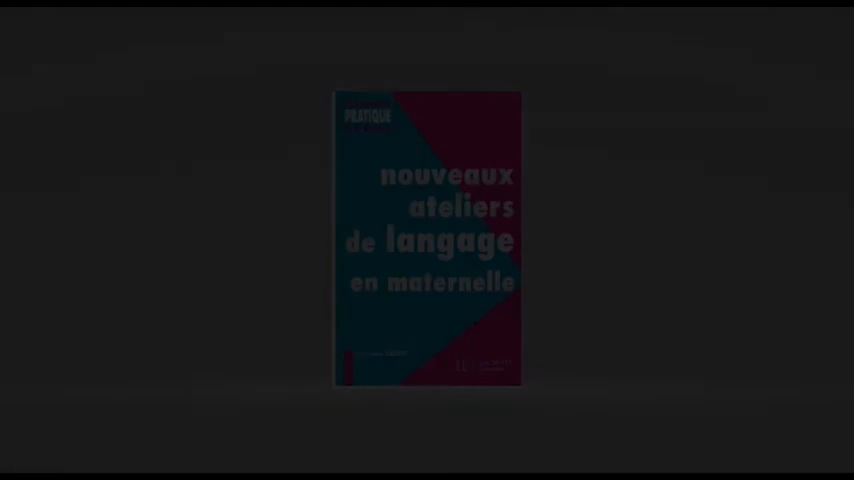 PRATIQUE
nouveaux
ateliers
de langage
en maternelle